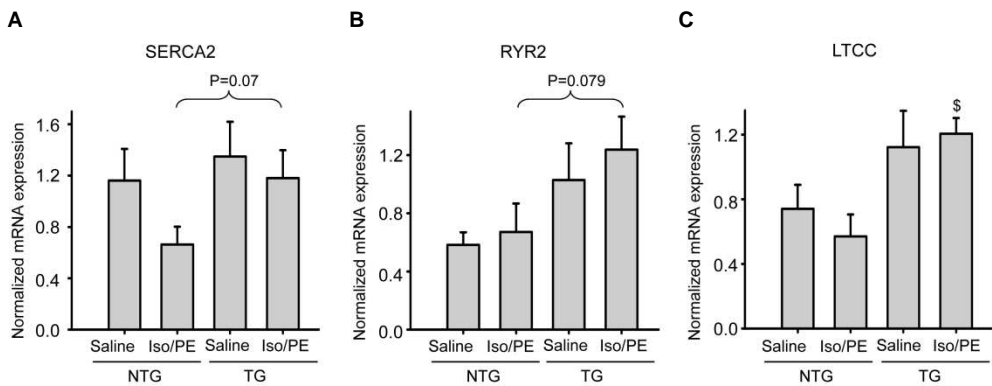 A
SERCA2
P=0.07
Normalized mRNA expression
1.6
1.2
0.8
0.4
0.0
Saline Iso/PE Saline Iso/PE
NTG TG
B
RYR2
P=0.079
Normalized mRNA expression
1.2
0.8
0.4
0.0
Saline Iso/PE Saline Iso/PE
NTG TG
C
LTCC
$
Normalized mRNA expression
1.2
0.8
0.4
0.0
Saline Iso/PE Saline Iso/PE
NTG TG